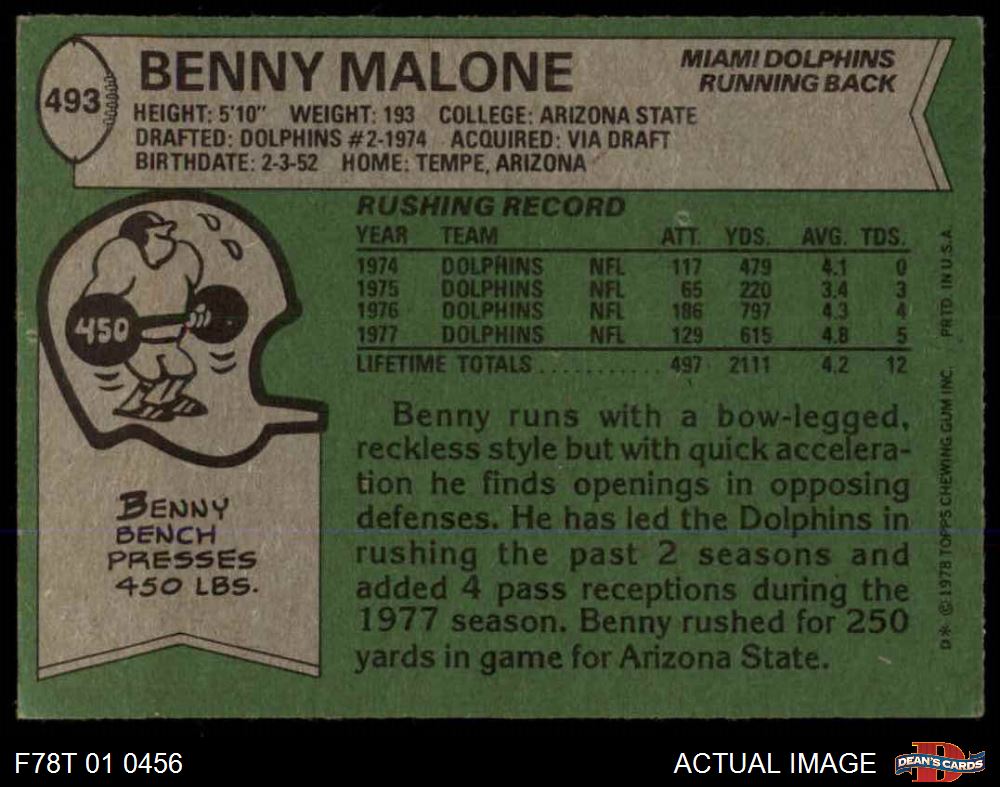 493
BENNY MALONE
MIAMI DOLPHINS
RUNNING BACK
HEIGHT: 5'10" WEIGHT: 193 COLLEGE: ARIZONA STATE
DRAFTED: DOLPHINS #2-1974 ACQUIRED: VIA DRAFT
BIRTHDATE: 2-3-52 HOME: TEMPE, ARIZONA
450
BENNY
BENCH
PRESSES
450 LBS.
RUSHING RECORD
YEAR TEAM ATT. YDS. AVG. TDS.
1974 DOLPHINS NFL 117 479 4.1 0
1975 DOLPHINS NFL 65 220 3.4 3
1976 DOLPHINS NFL 186 797 4.3 4
1977 DOLPHINS NFL 129 615 4.8 5
LIFETIME TOTALS ............ 497 2111 4.2 12
Benny runs with a bow-legged,
reckless style but with quick accelera-
tion he finds openings in opposing
defenses. He has led the Dolphins in
rushing the past 2 seasons and
added 4 pass receptions during the
1977 season. Benny rushed for 250
yards in game for Arizona State.
D** © 1978 TOPPS CHEWING GUM INC. PRTD. IN U.S.A.
F78T 01 0456
ACTUAL IMAGE
D
DEAN'S CARDS